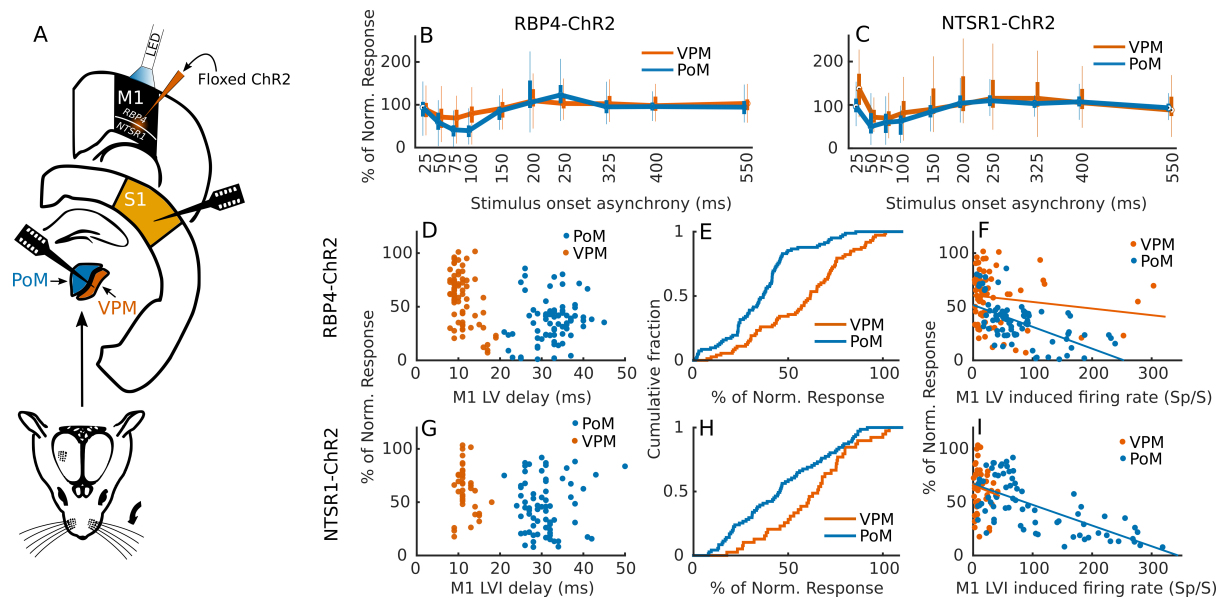 A
LED
Floxed ChR2
M1
RBP4
NTSR1
S1
PoM
VPM
RBP4-ChR2
B
% of Norm. Response
200
100
0
VPM
PoM
25
50
75
100
150
200
250
325
400
550
Stimulus onset asynchrony (ms)
NTSR1-ChR2
C
200
100
0
VPM
PoM
25
50
75
100
150
200
250
325
400
550
Stimulus onset asynchrony (ms)
RBP4-ChR2
% of Norm. Response
D
PoM
VPM
100
50
0
0 10 20 30 40 50
M1 LV delay (ms)
Cumulative fraction
E
1
0.5
0
VPM
PoM
0 50 100
% of Norm. Response
% of Norm. Response
F
VPM
PoM
100
50
0
0 100 200 300
M1 LV induced firing rate (Sp/S)
NTSR1-ChR2
G
PoM
VPM
100
50
0
0 10 20 30 40 50
M1 LVI delay (ms)
H
1
0.5
0
VPM
PoM
0 50 100
% of Norm. Response
I
VPM
PoM
100
50
0
0 100 200 300
M1 LVI induced firing rate (Sp/S)